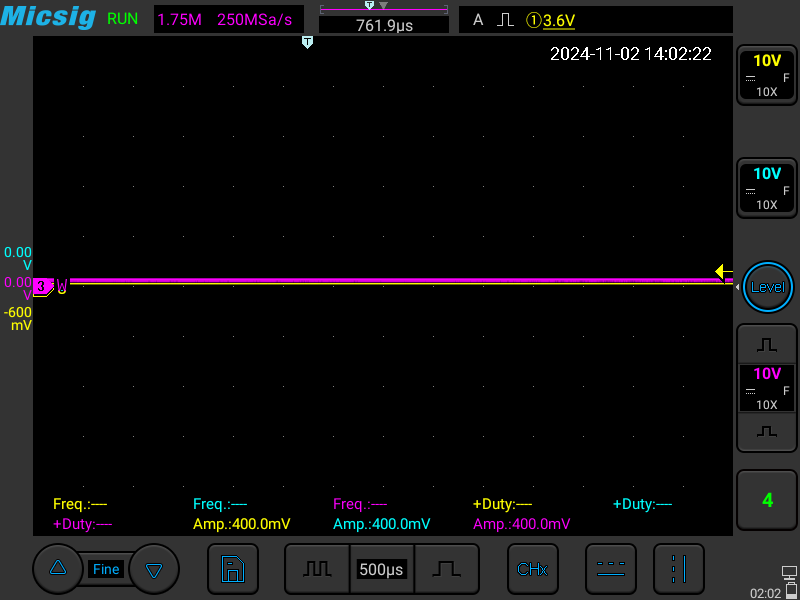 Micsig RUN 1.75M 250MSa/s T 761.9µs A 1 3.6V
T
2024-11-02 14:02:22
10V
F
10X
10V
F
10X
0.00
V
0.00
V
3 W
-600
mV
Level
10V
F
10X
4
Freq.:---- Freq.:---- Freq.:---- +Duty:---- +Duty:----
+Duty:---- Amp.:400.0mV Amp.:400.0mV Amp.:400.0mV
Fine 500µs CHx
02:02